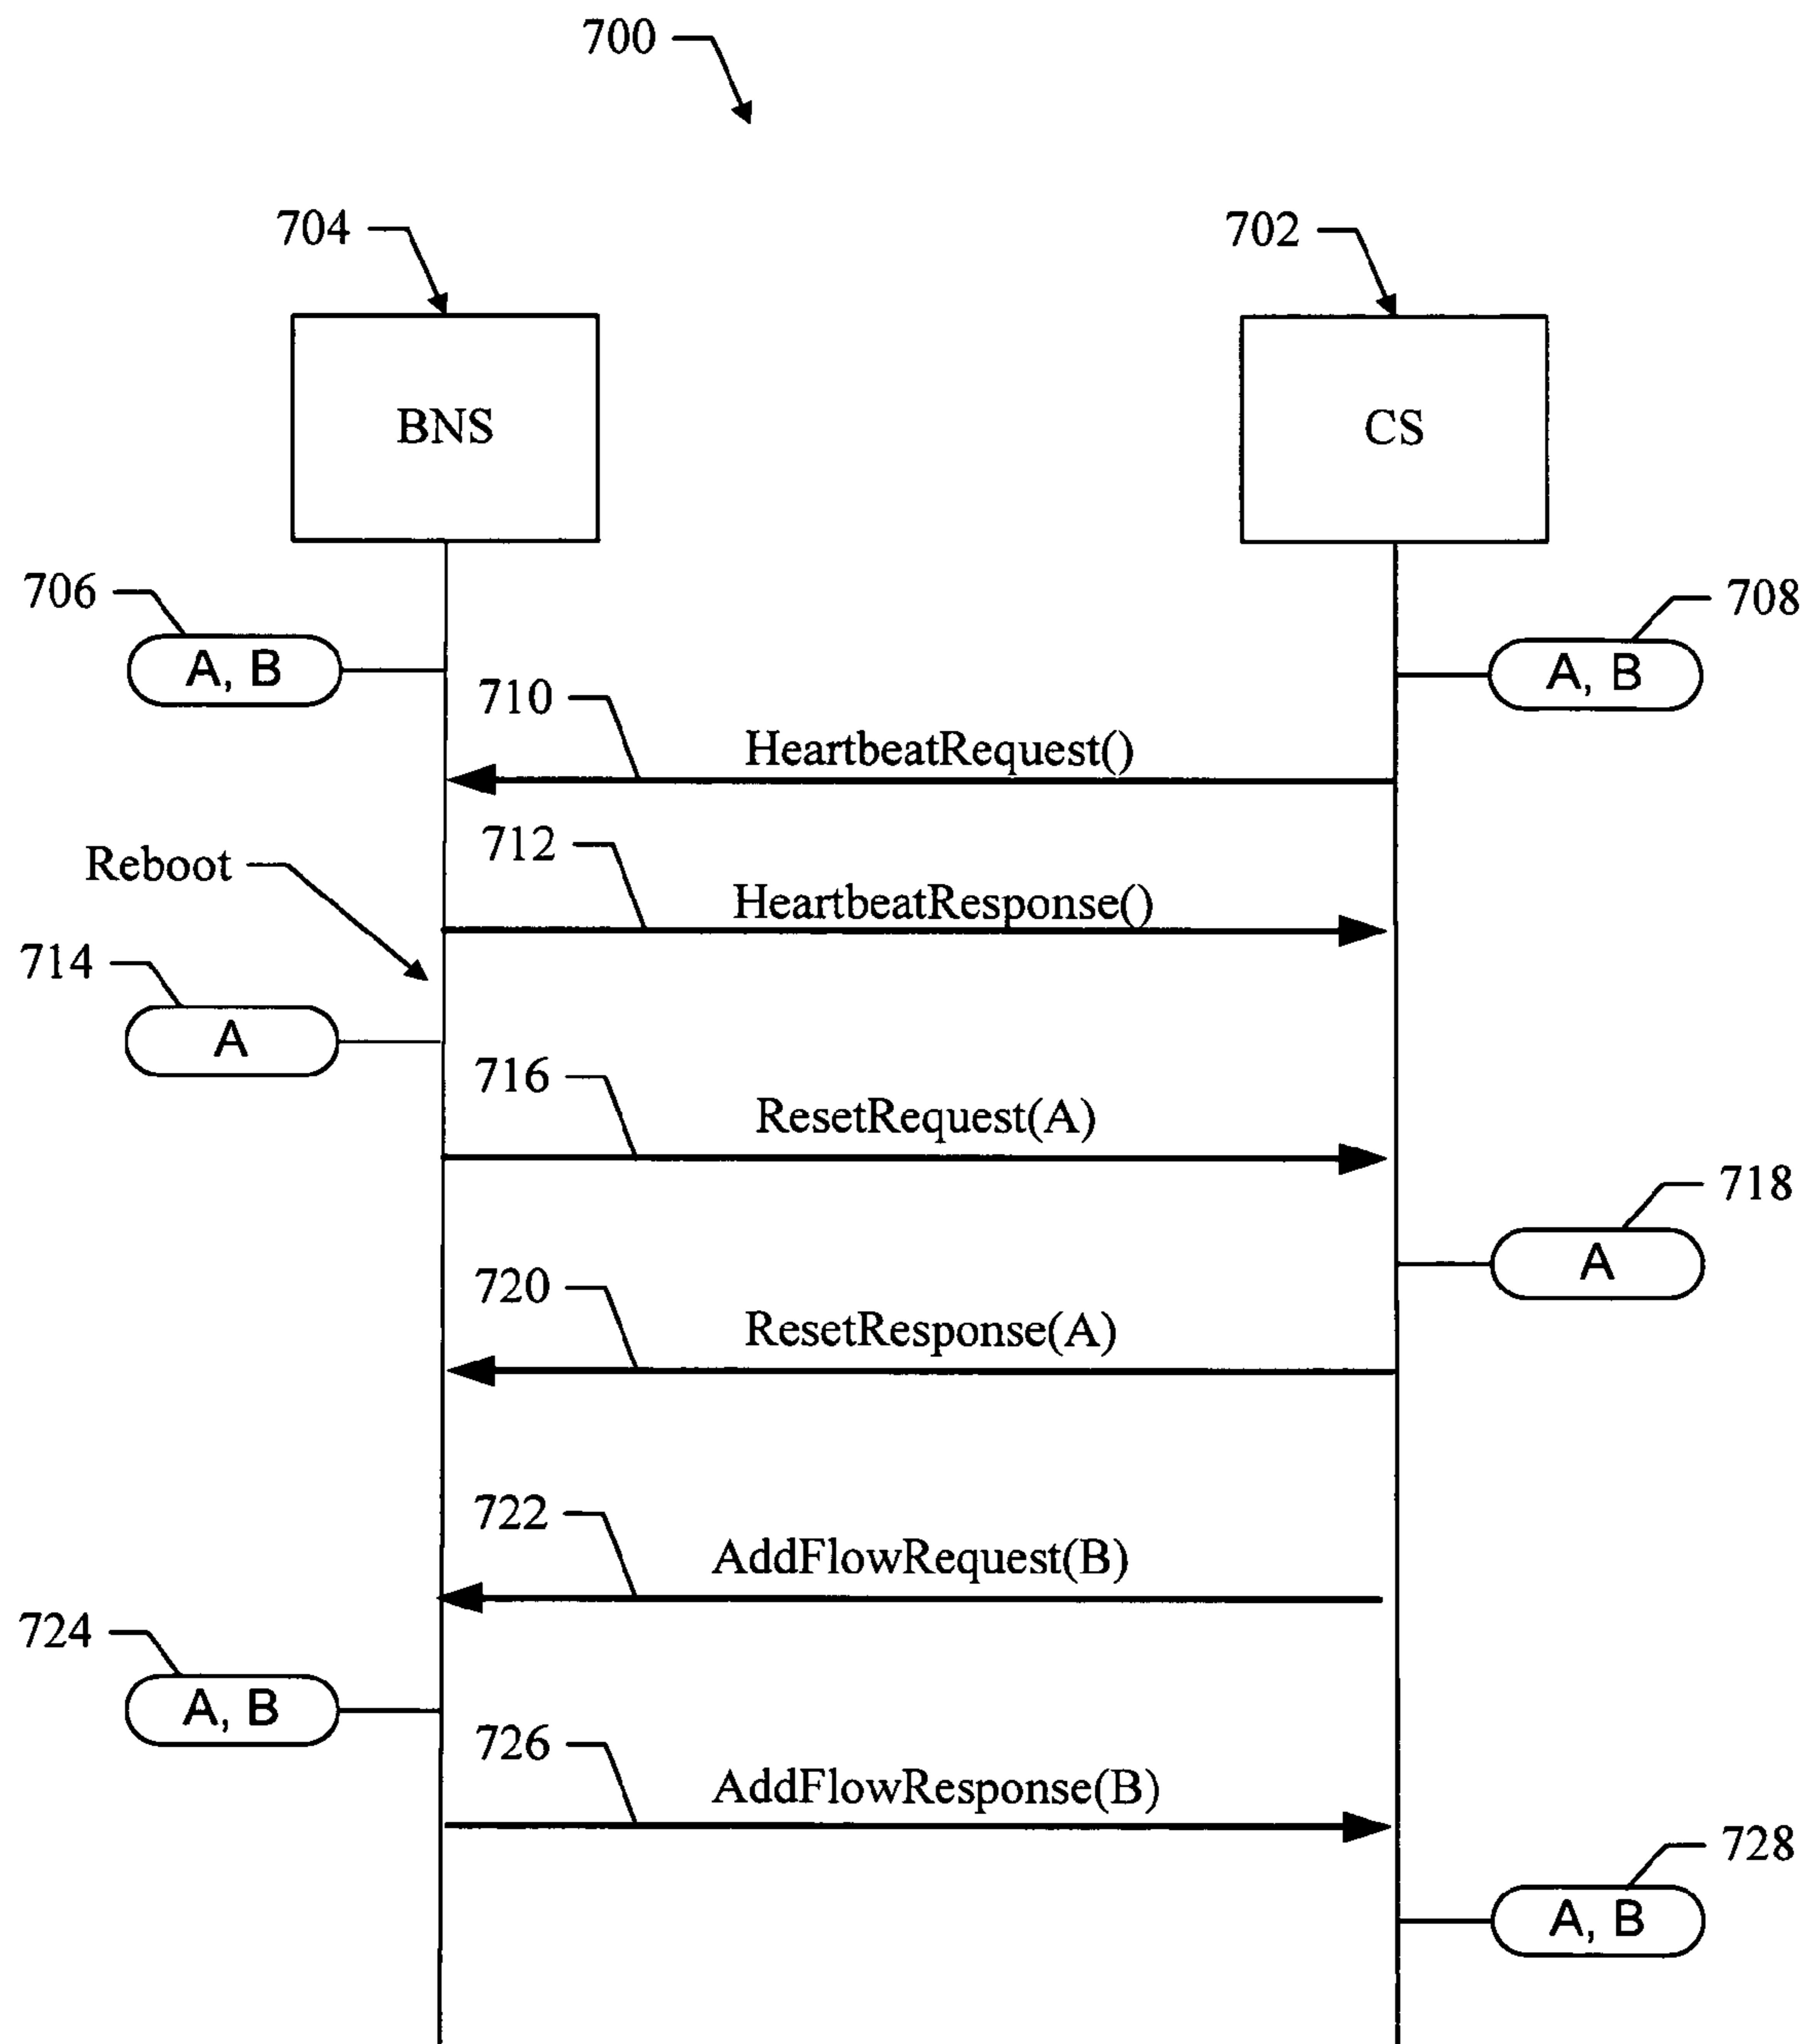 700
704
702
BNS
CS
706
708
A, B
A, B
710
HeartbeatRequest()
712
Reboot
HeartbeatResponse()
714
A
716
ResetRequest(A)
718
A
720
ResetResponse(A)
722
AddFlowRequest(B)
724
A, B
726
AddFlowResponse(B)
728
A, B